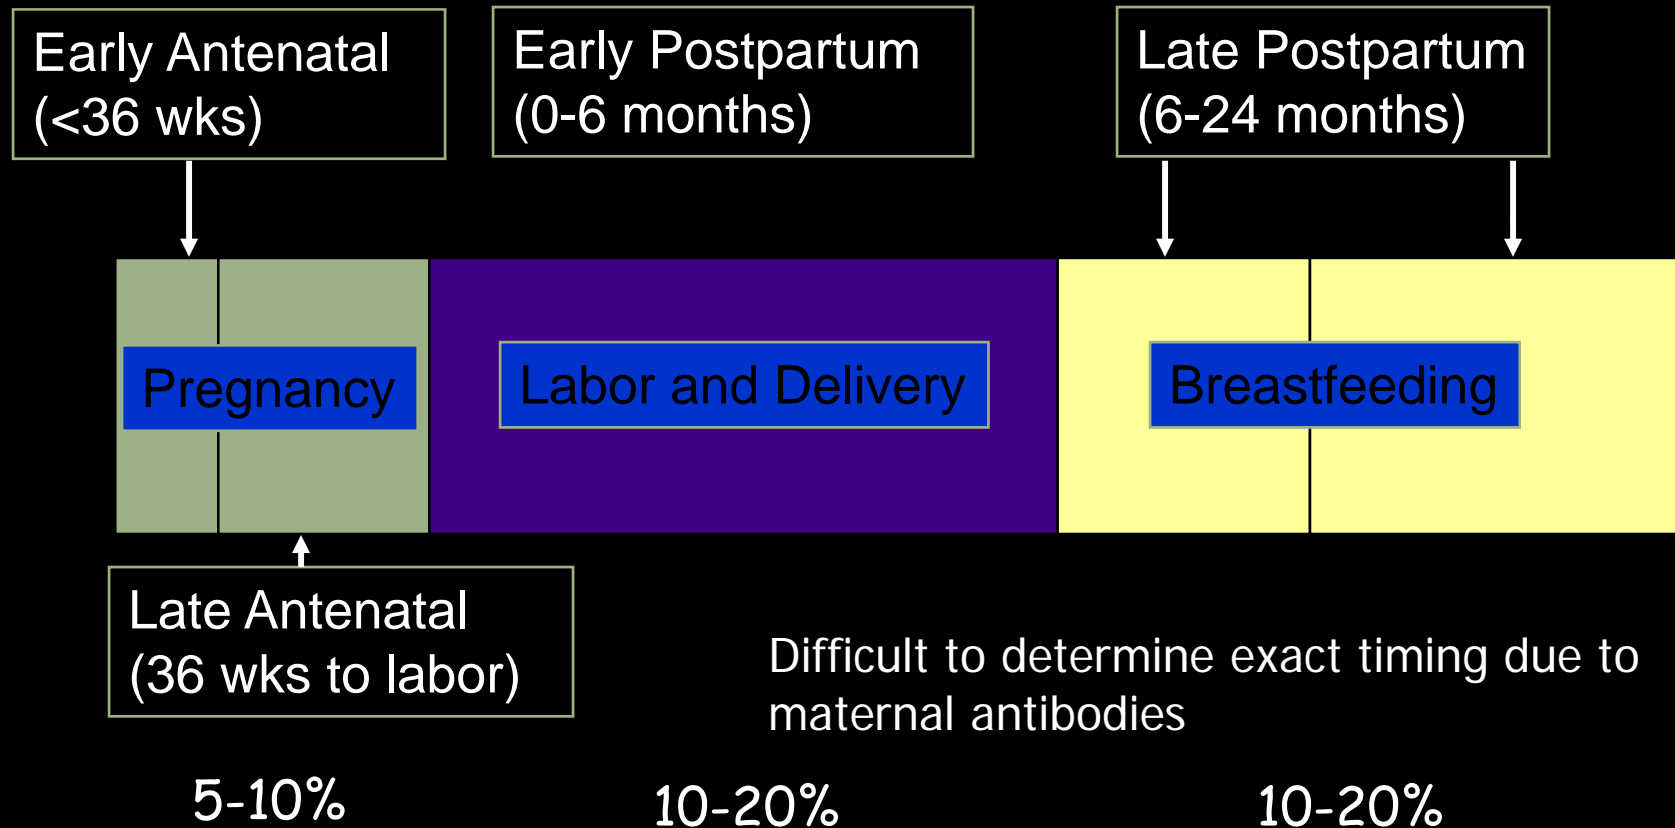 Early Antenatal
(<36 wks)
Early Postpartum
(0-6 months)
Late Postpartum
(6-24 months)
Pregnancy
Labor and Delivery
Breastfeeding
Late Antenatal
(36 wks to labor)
Difficult to determine exact timing due to
maternal antibodies
5-10%
10-20%
10-20%